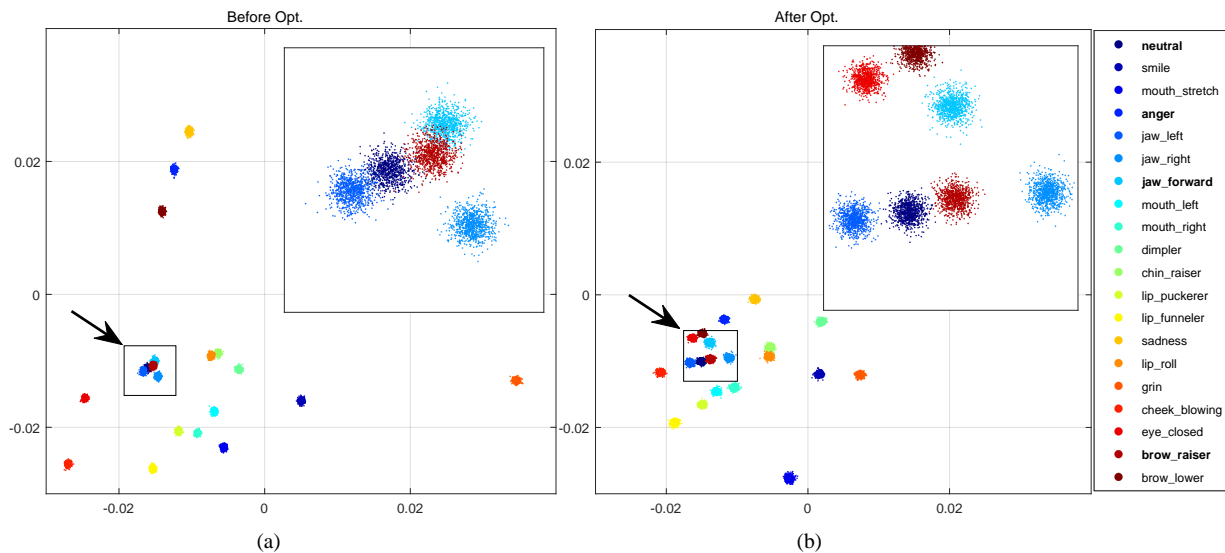 Before Opt.
0.02
0
-0.02
-0.02
0
0.02
(a)
After Opt.
0.02
0
-0.02
-0.02
0
0.02
(b)
neutral
smile
mouth_stretch
anger
jaw_left
jaw_right
jaw_forward
mouth_left
mouth_right
dimpler
chin_raiser
lip_puckerer
lip_funneler
sadness
lip_roll
grin
cheek_blowing
eye_closed
brow_raiser
brow_lower